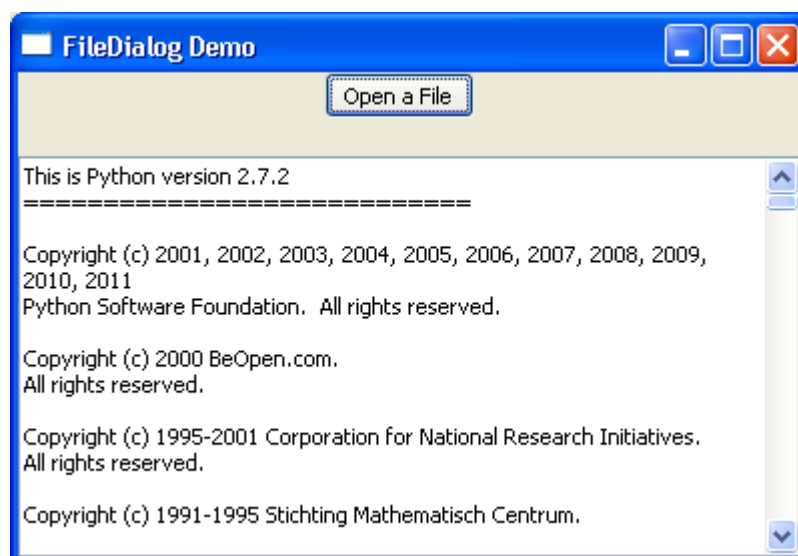 FileDialog Demo
Open a File
This is Python version 2.7.2
============================
Copyright (c) 2001, 2002, 2003, 2004, 2005, 2006, 2007, 2008, 2009,
2010, 2011
Python Software Foundation.  All rights reserved.
Copyright (c) 2000 BeOpen.com.
All rights reserved.
Copyright (c) 1995-2001 Corporation for National Research Initiatives.
All rights reserved.
Copyright (c) 1991-1995 Stichting Mathematisch Centrum.